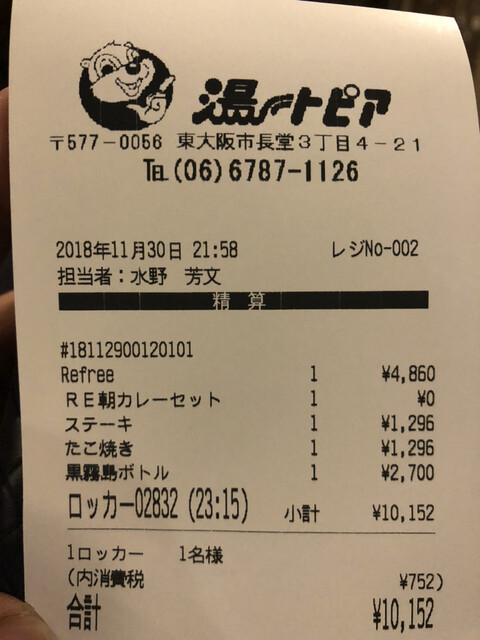 湯ートピア
〒577-0056 東大阪市長堂3丁目4-21
TEL(06)6787-1126
2018年11月30日 21:58 レジNo-002
担当者:水野 芳文
精算
#18112900120101
Refree 1 ¥4,860
RE朝カレーセット 1 ¥0
ステーキ 1 ¥1,296
たこ焼き 1 ¥1,296
黒霧島ボトル 1 ¥2,700
ロッカー02832 (23:15) 小計 ¥10,152
1ロッカー 1名様
(内消費税 ¥752)
合計 ¥10,152